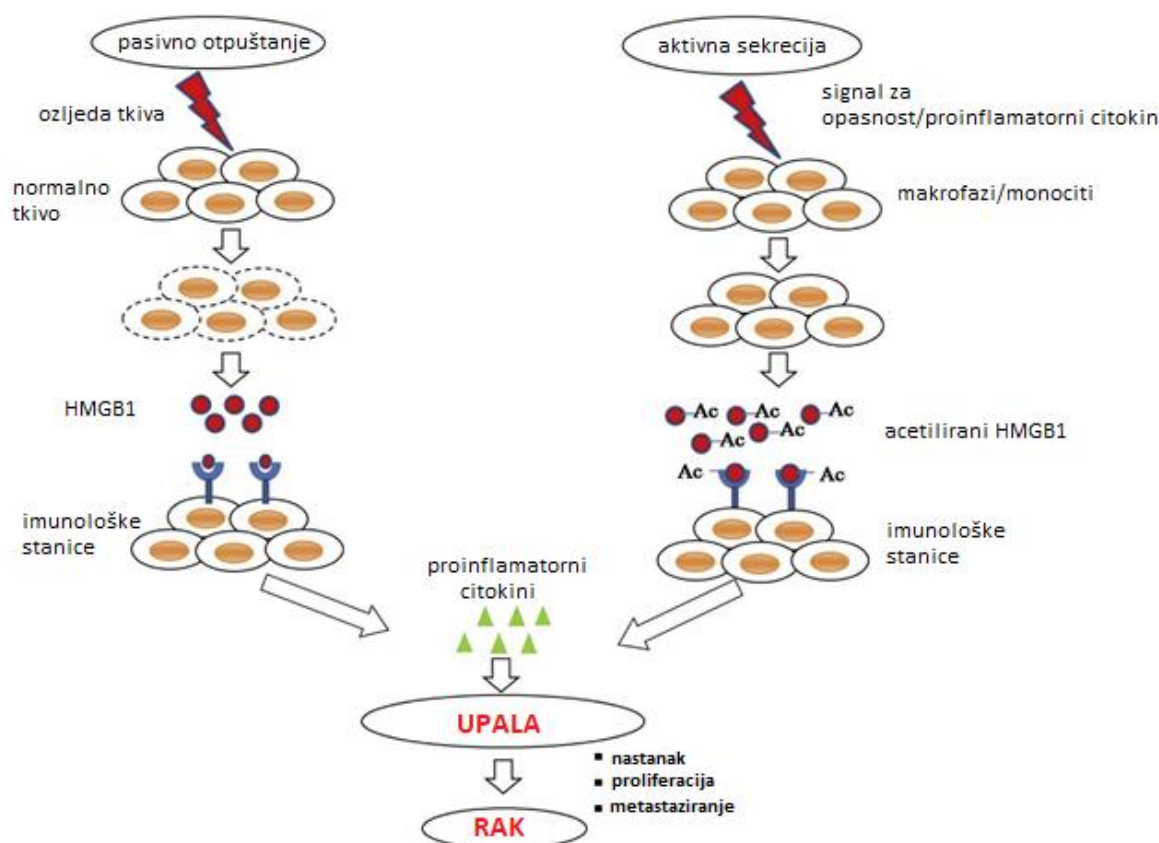 pasivno otpuštanje
ozljeda tkiva
normalno
tkivo
HMGB1
imunološke
stanice
aktivna sekrecija
signal za
opasnost/proinflamatorni citokin
makrofazi/monociti
Ac
Ac
Ac
Ac
Ac
acetilirani HMGB1
Ac
Ac
imunološke
stanice
proinflamatorni
citokini
UPALA
▪ nastanak
▪ proliferacija
▪ metastaziranje
RAK